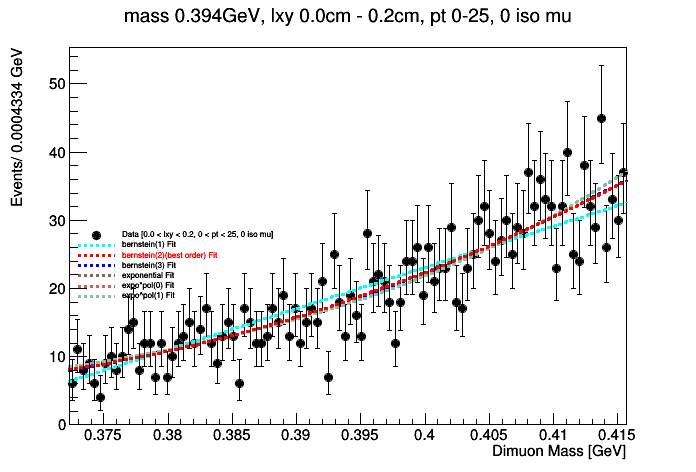 mass 0.394GeV, lxy 0.0cm - 0.2cm, pt 0-25, 0 iso mu
Events/ 0.0004334 GeV
50
40
30
20
10
0
Data [0.0 < lxy < 0.2, 0 < pt < 25, 0 iso mu]
bernstein(1) Fit
bernstein(2)(best order) Fit
bernstein(3) Fit
exponential Fit
expo*pol(0) Fit
expo*pol(1) Fit
0.375 0.38 0.385 0.39 0.395 0.4 0.405 0.41 0.415
Dimuon Mass [GeV]